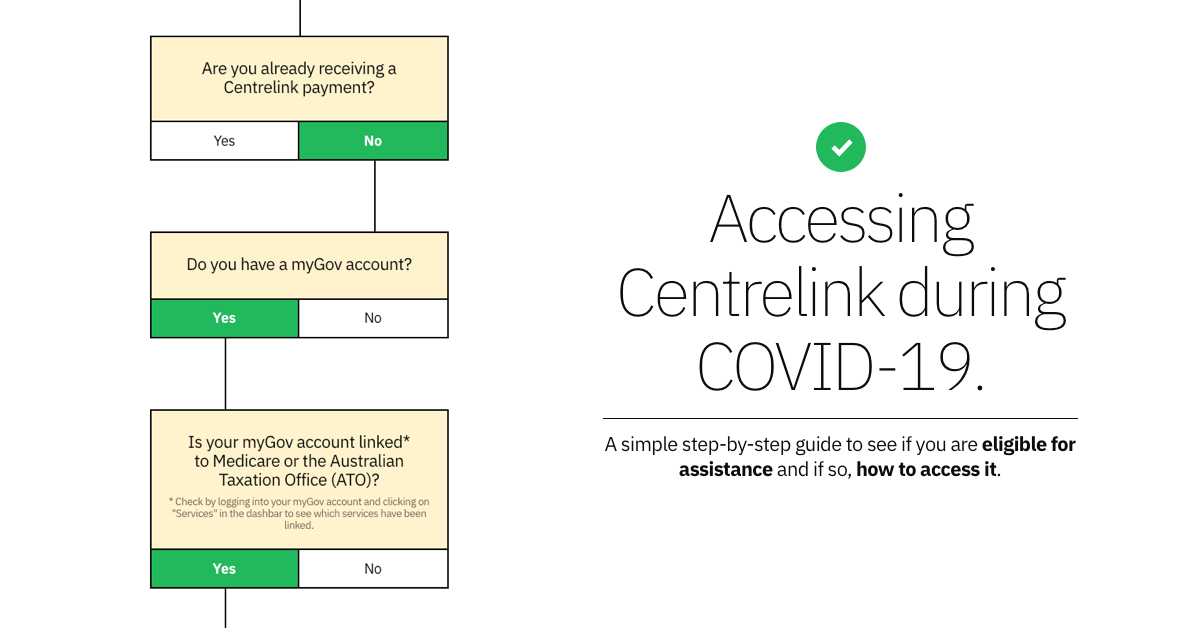 Are you already receiving a
Centrelink payment?
Yes
No
Do you have a myGov account?
Yes
No
Is your myGov account linked*
to Medicare or the Australian
Taxation Office (ATO)?
* Check by logging into your myGov account and clicking on
"Services" in the dashbar to see which services have been
linked.
Yes
No
Accessing
Centrelink during
COVID-19.
A simple step-by-step guide to see if you are eligible for
assistance and if so, how to access it.